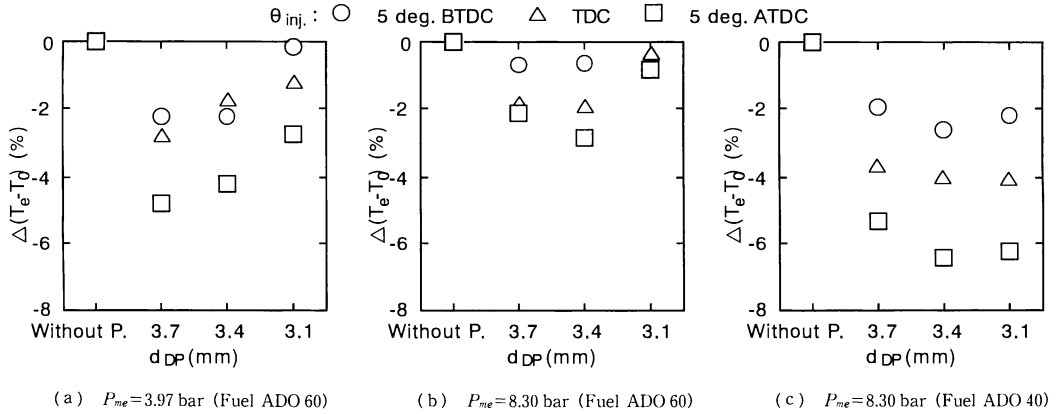 θ inj. : ○ 5 deg. BTDC △ TDC □ 5 deg. ATDC
0
-2
-4
-6
-8
△(Te-T0) (%)
Without P. 3.7 3.4 3.1
dDP(mm)
(a) Pme=3.97 bar (Fuel ADO 60)
0
-2
-4
-6
-8
△(Te-T0) (%)
Without P. 3.7 3.4 3.1
dDP(mm)
(b) Pme=8.30 bar (Fuel ADO 60)
0
-2
-4
-6
-8
△(Te-T0) (%)
Without P. 3.7 3.4 3.1
dDP(mm)
(c) Pme=8.30 bar (Fuel ADO 40)